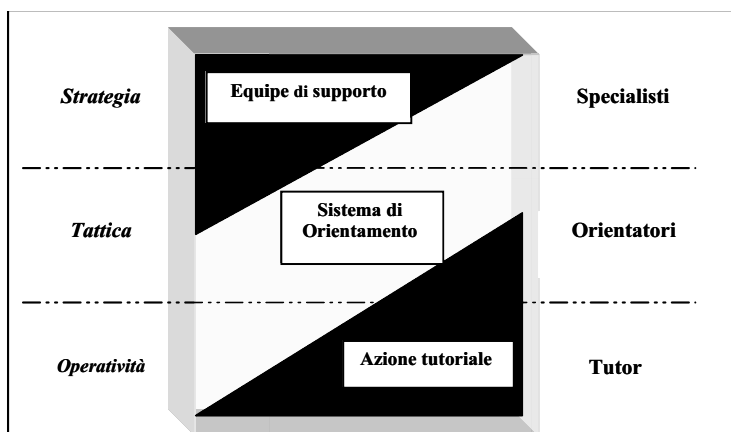 Strategia
Equipe di supporto
Specialisti
Tattica
Sistema di
Orientamento
Orientatori
Operatività
Azione tutoriale
Tutor